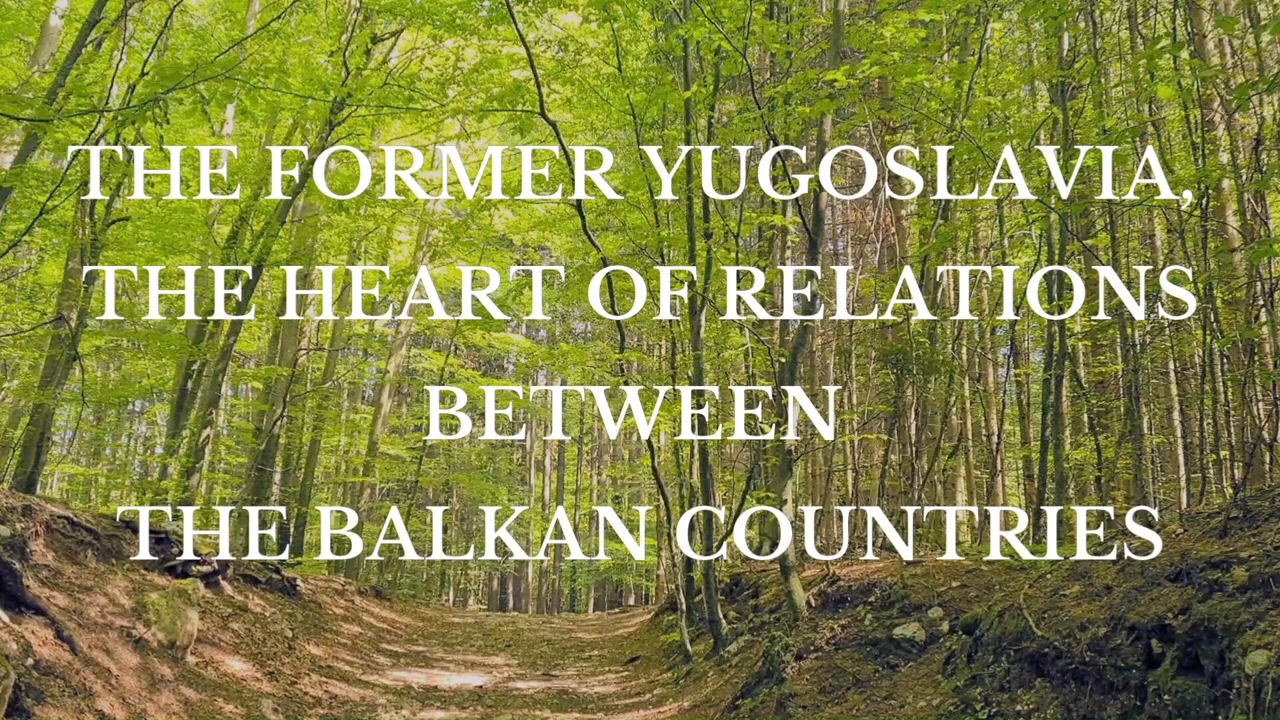 THE FORMER YUGOSLAVIA,
THE HEART OF RELATIONS
BETWEEN
THE BALKAN COUNTRIES